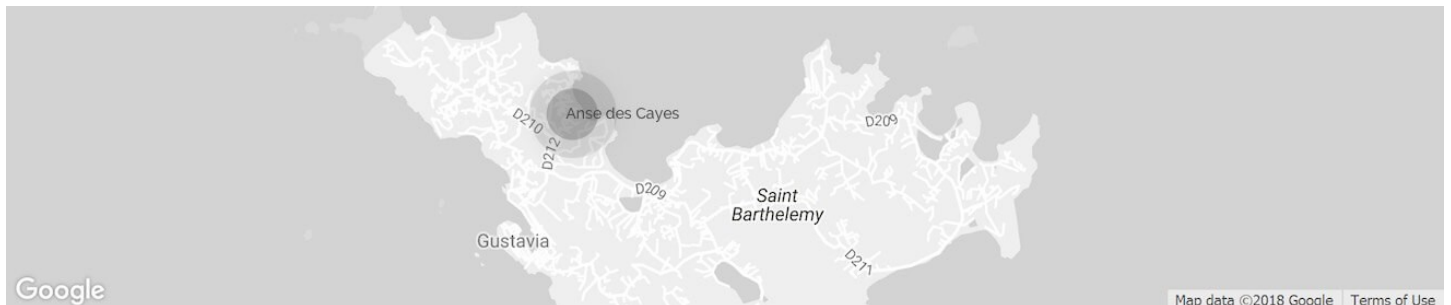 Anse des Cayes
D210
D209
D212
D209
Saint
Barthelemy
Gustavia
D211
Google
Map data ©2018 Google
Terms of Use